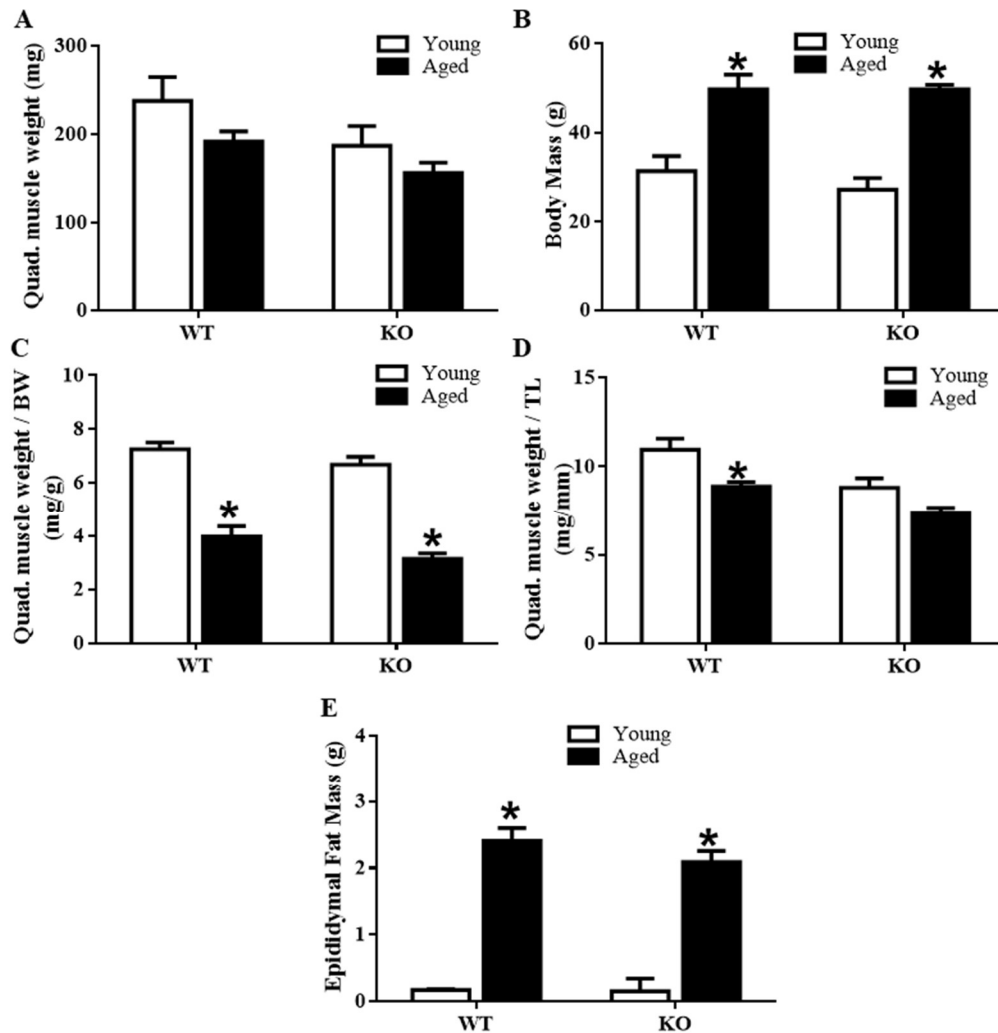 A
Quad. muscle weight (mg)
300
200
100
0
Young
Aged
WT KO
B
Body Mass (g)
60
40
20
0
Young
Aged
*
*
WT KO
C
Quad. muscle weight / BW
(mg/g)
10
8
6
4
2
0
Young
Aged
*
*
WT KO
D
Quad. muscle weight / TL
(mg/mm)
15
10
5
0
Young
Aged
*
WT KO
E
Epididymal Fat Mass (g)
4
3
2
1
0
Young
Aged
*
*
WT KO